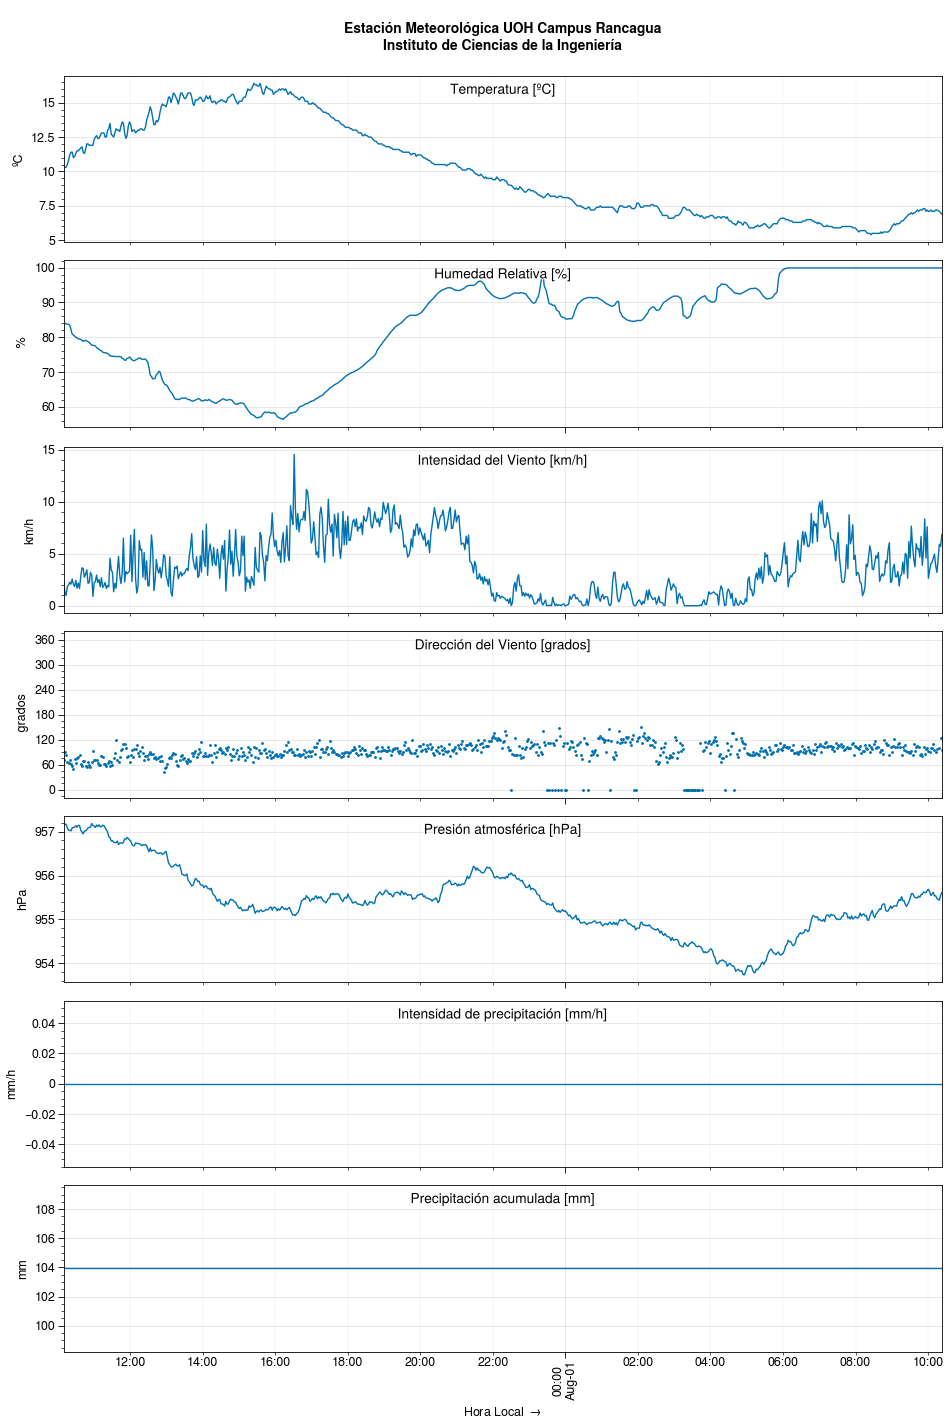 Estación Meteorológica UOH Campus Rancagua
Instituto de Ciencias de la Ingeniería
Temperatura [ºC]
ºC
15
12.5
10
7.5
5
Humedad Relativa [%]
%
100
90
80
70
60
Intensidad del Viento [km/h]
km/h
15
10
5
0
Dirección del Viento [grados]
grados
360
300
240
180
120
60
0
Presión atmosférica [hPa]
hPa
957
956
955
954
Intensidad de precipitación [mm/h]
mm/h
0.04
0.02
0
−0.02
−0.04
Precipitación acumulada [mm]
mm
108
106
104
102
100
12:00
14:00
16:00
18:00
20:00
22:00
00:00
Aug-01
02:00
04:00
06:00
08:00
10:00
Hora Local →